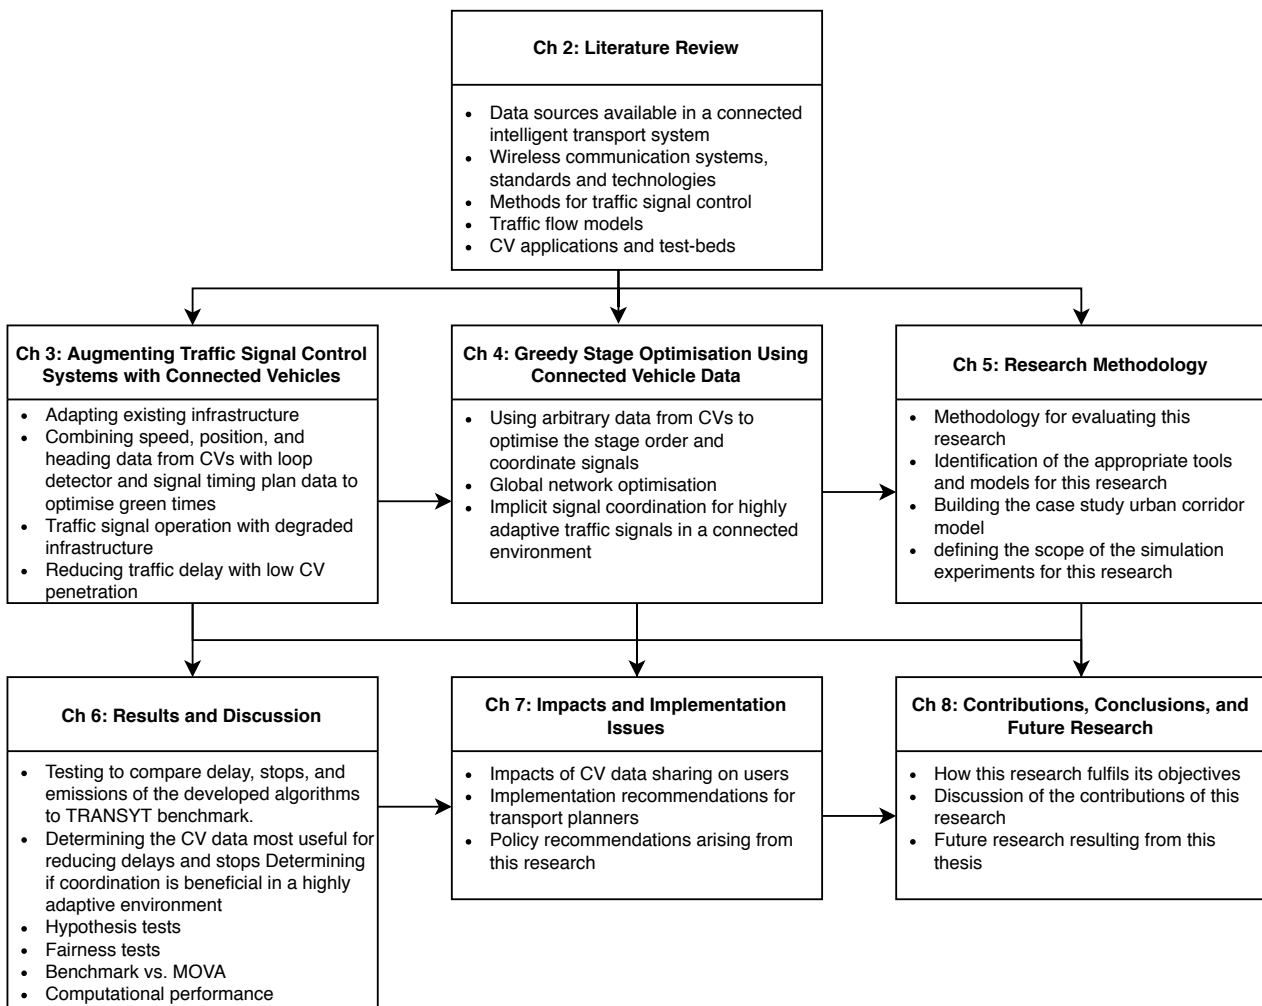 Ch 2: Literature Review
• Data sources available in a connected
intelligent transport system
• Wireless communication systems,
standards and technologies
• Methods for traffic signal control
• Traffic flow models
• CV applications and test-beds
Ch 3: Augmenting Traffic Signal Control
Systems with Connected Vehicles
• Adapting existing infrastructure
• Combining speed, position, and
heading data from CVs with loop
detector and signal timing plan data to
optimise green times
• Traffic signal operation with degraded
infrastructure
• Reducing traffic delay with low CV
penetration
Ch 4: Greedy Stage Optimisation Using
Connected Vehicle Data
• Using arbitrary data from CVs to
optimise the stage order and
coordinate signals
• Global network optimisation
• Implicit signal coordination for highly
adaptive traffic signals in a connected
environment
Ch 5: Research Methodology
• Methodology for evaluating this
research
• Identification of the appropriate tools
and models for this research
• Building the case study urban corridor
model
• defining the scope of the simulation
experiments for this research
Ch 6: Results and Discussion
• Testing to compare delay, stops, and
emissions of the developed algorithms
to TRANSYT benchmark.
• Determining the CV data most useful for
reducing delays and stops Determining
if coordination is beneficial in a highly
adaptive environment
• Hypothesis tests
• Fairness tests
• Benchmark vs. MOVA
• Computational performance
Ch 7: Impacts and Implementation
Issues
• Impacts of CV data sharing on users
• Implementation recommendations for
transport planners
• Policy recommendations arising from
this research
Ch 8: Contributions, Conclusions, and
Future Research
• How this research fulfils its objectives
• Discussion of the contributions of this
research
• Future research resulting from this
thesis